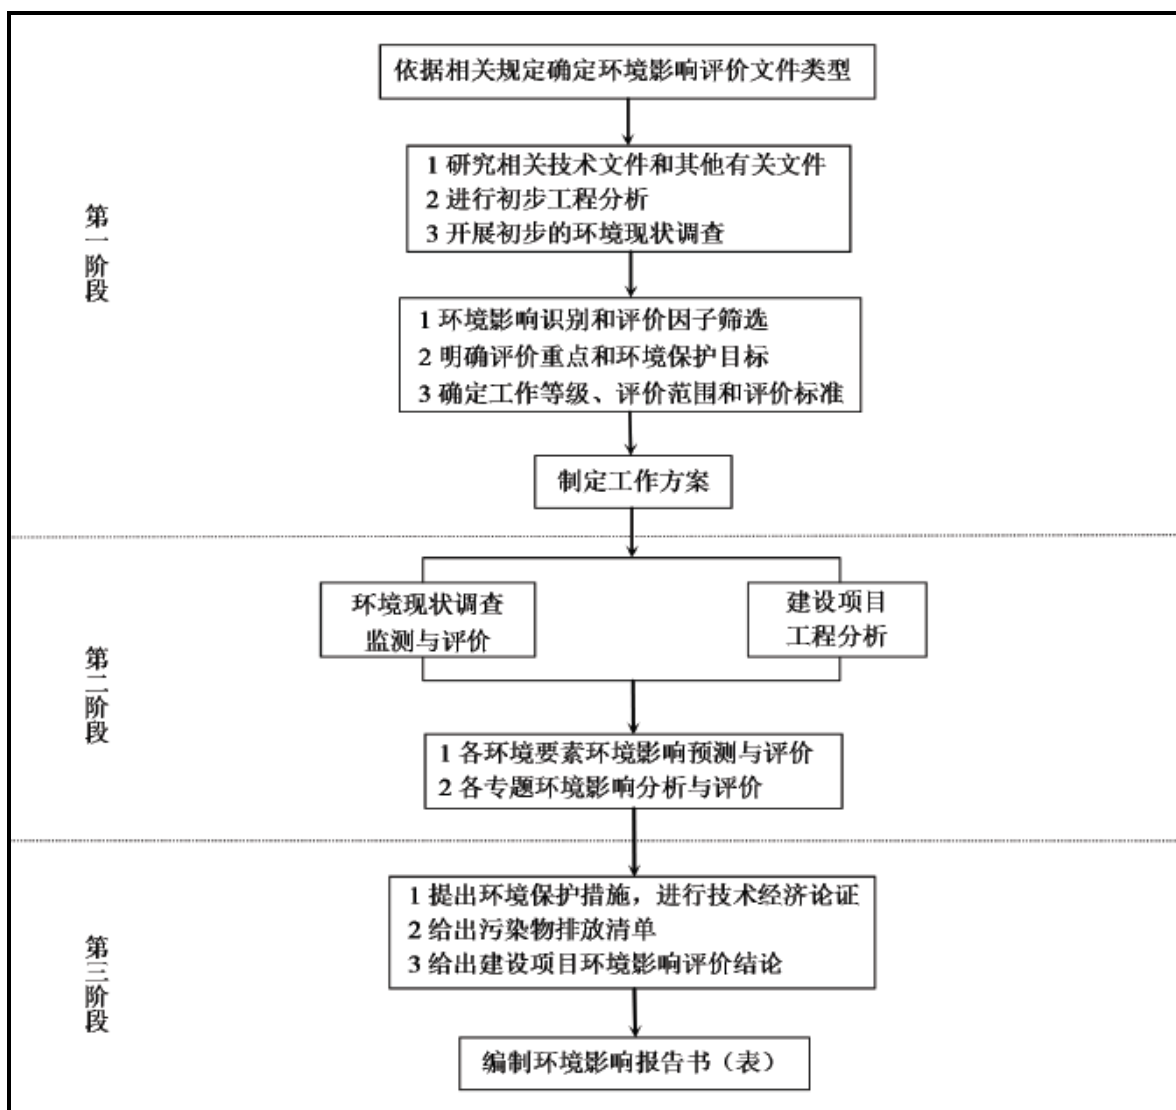 依据相关规定确定环境影响评价文件类型
1 研究相关技术文件和其他有关文件
2 进行初步工程分析
3 开展初步的环境现状调查
第一阶段
1 环境影响识别和评价因子筛选
2 明确评价重点和环境保护目标
3 确定工作等级、评价范围和评价标准
制定工作方案
环境现状调查
监测与评价
建设项目
工程分析
第二阶段
1 各环境要素环境影响预测与评价
2 各专题环境影响分析与评价
1 提出环境保护措施，进行技术经济论证
2 给出污染物排放清单
3 给出建设项目环境影响评价结论
第三阶段
编制环境影响报告书（表）